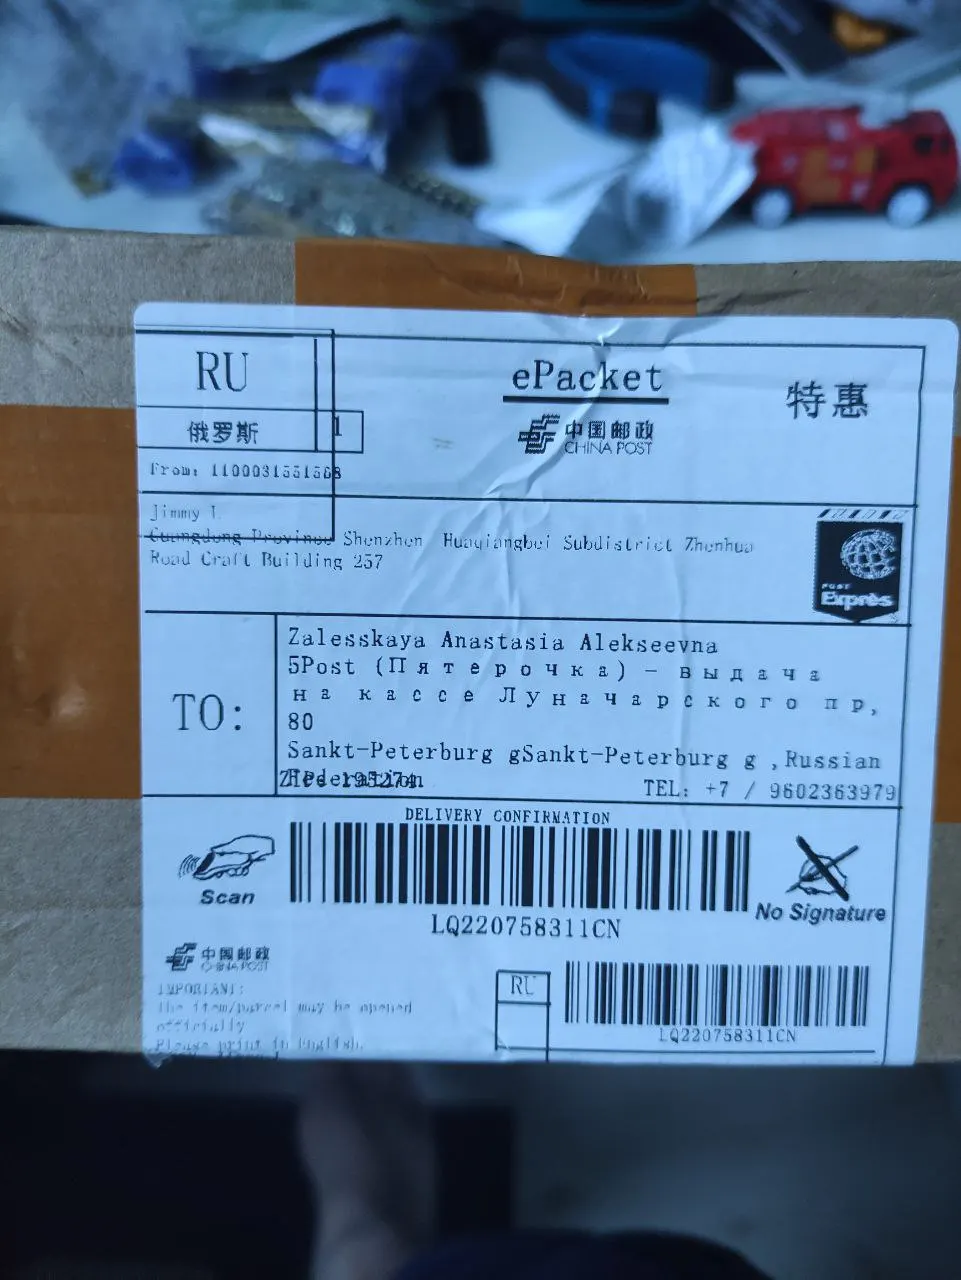 RU
ePacket
特惠
俄罗斯
1
中国邮政
CHINA POST
From: 1100031551568
Jimmy
Guangdong Province Shenzhen Huaqiangbei Subdistrict Zhenhua
Road Craft Building 257
POST
Exprès
Zalesskaya Anastasia Alekseevna
5Post (Пятерочка) - выдача
на кассе Луначарского пр,
80
TO:
Sankt-Peterburg gSankt-Peterburg g ,Russian
Federation
ZIP: 195274
TEL: +7 / 9602363979
DELIVERY CONFIRMATION
Scan
No Signature
LQ220758311CN
中国邮政
CHINA POST
RU
IMPORTANT:
The item/parcel may be opened
officially
Please print in English.
LQ220758311CN